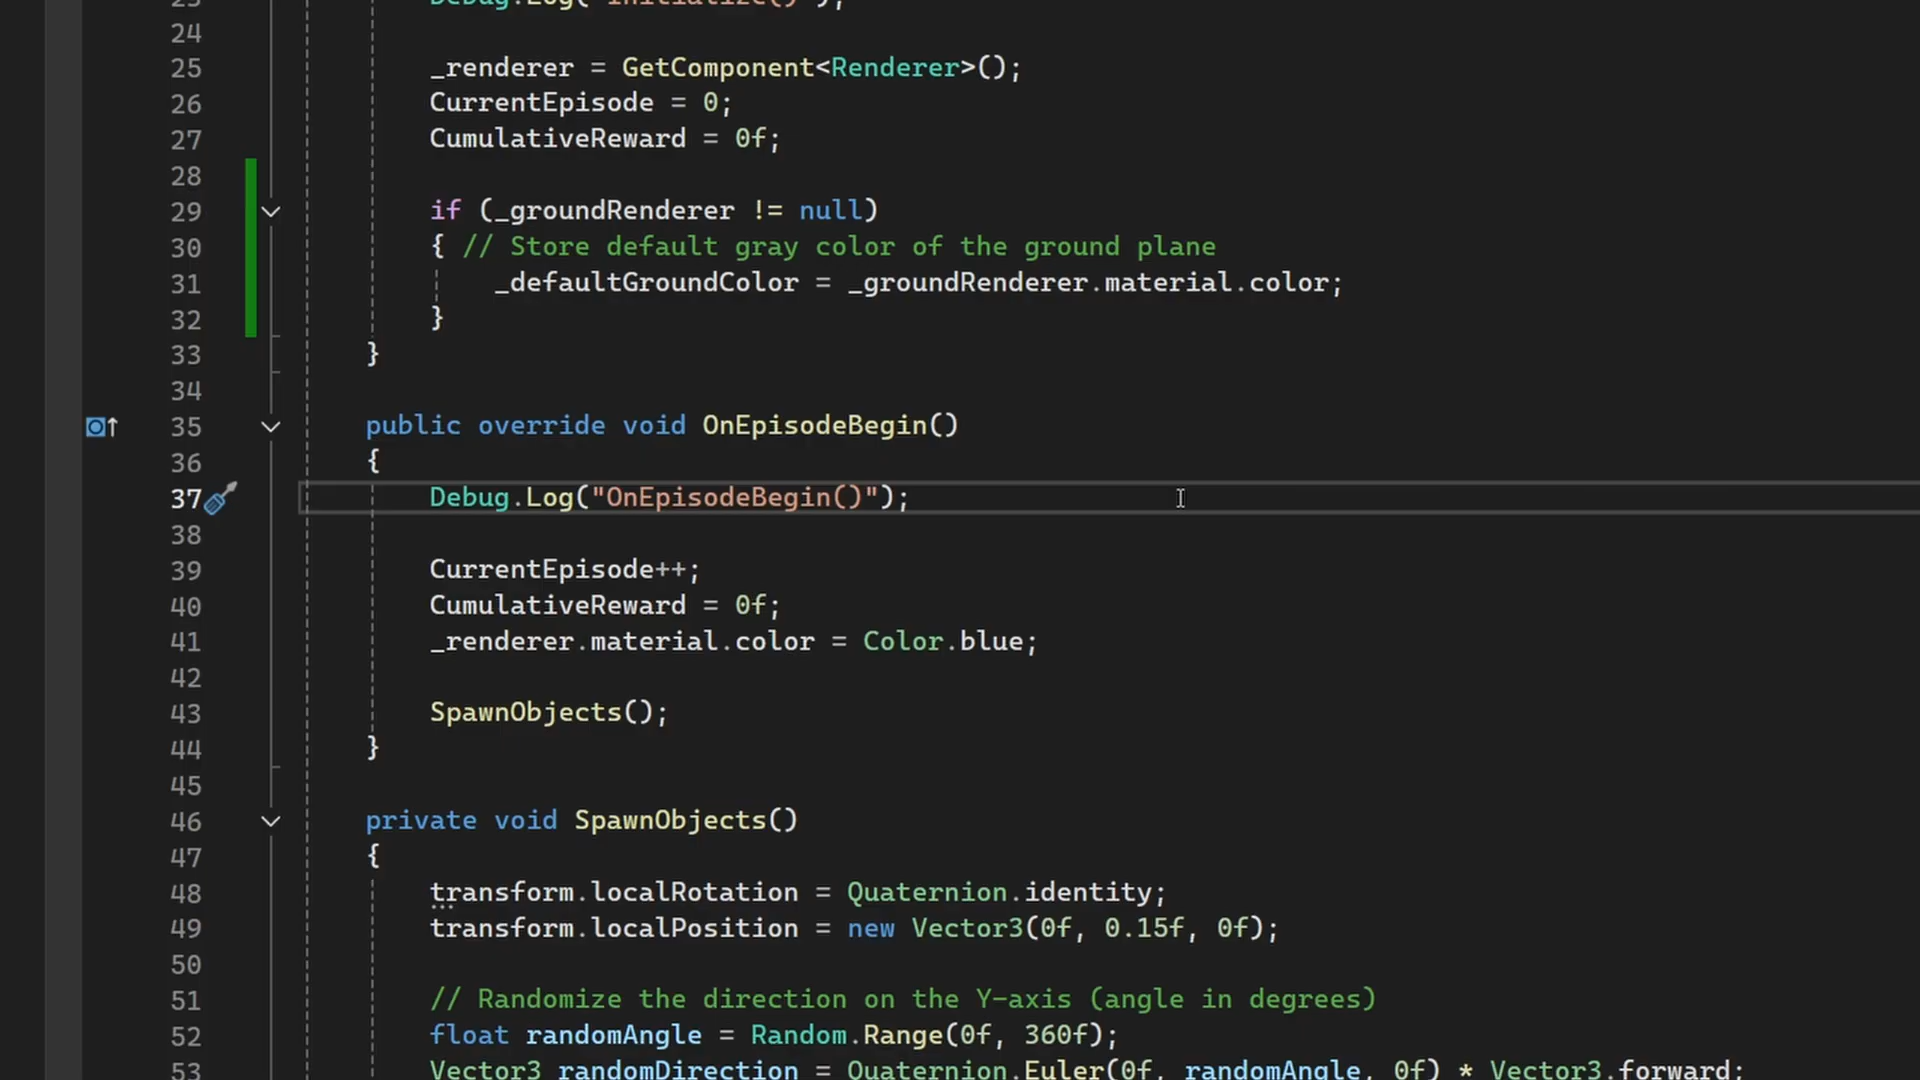 23 Debug.Log("Initialize()");
24
25 _renderer = GetComponent<Renderer>();
26 CurrentEpisode = 0;
27 CumulativeReward = 0f;
28
29 if (_groundRenderer != null)
30 { // Store default gray color of the ground plane
31 _defaultGroundColor = _groundRenderer.material.color;
32 }
33 }
34
35 public override void OnEpisodeBegin()
36 {
37 Debug.Log("OnEpisodeBegin()");
38
39 CurrentEpisode++;
40 CumulativeReward = 0f;
41 _renderer.material.color = Color.blue;
42
43 SpawnObjects();
44 }
45
46 private void SpawnObjects()
47 {
48 transform.localRotation = Quaternion.identity;
49 transform.localPosition = new Vector3(0f, 0.15f, 0f);
50
51 // Randomize the direction on the Y-axis (angle in degrees)
52 float randomAngle = Random.Range(0f, 360f);
53 Vector3 randomDirection = Quaternion.Euler(0f, randomAngle, 0f) * Vector3.forward;